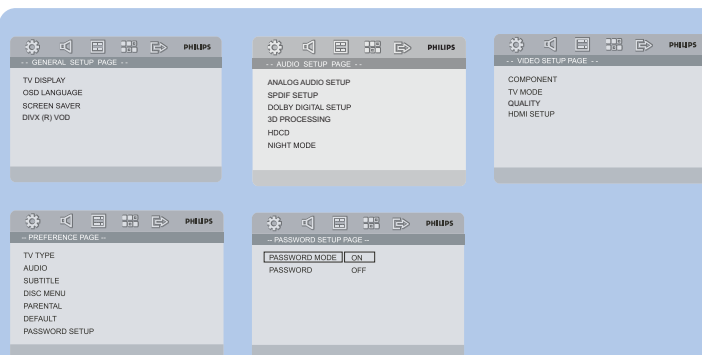 PHILIPS
-- GENERAL SETUP PAGE --
TV DISPLAY
OSD LANGUAGE
SCREEN SAVER
DIVX (R) VOD
PHILIPS
-- AUDIO SETUP PAGE --
ANALOG AUDIO SETUP
SPDIF SETUP
DOLBY DIGITAL SETUP
3D PROCESSING
HDCD
NIGHT MODE
PHILIPS
-- VIDEO SETUP PAGE --
COMPONENT
TV MODE
QUALITY
HDMI SETUP
PHILIPS
-- PREFERENCE PAGE --
TV TYPE
AUDIO
SUBTITLE
DISC MENU
PARENTAL
DEFAULT
PASSWORD SETUP
PHILIPS
-- PASSWORD SETUP PAGE --
PASSWORD MODE ON
PASSWORD OFF